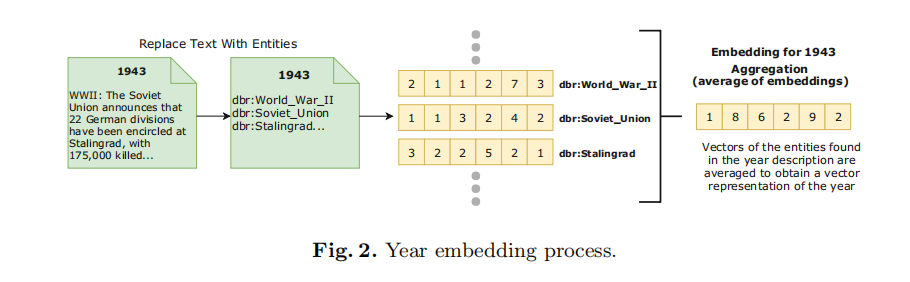 Replace Text With Entities
1943
WWII: The Soviet
Union announces that
22 German divisions
have been encircled at
Stalingrad, with
175,000 killed...
1943
dbr:World_War_II
dbr:Soviet_Union
dbr:Stalingrad...
2 1 1 2 7 3 dbr:World_War_II
1 1 3 2 4 2 dbr:Soviet_Union
3 2 2 5 2 1 dbr:Stalingrad
Embedding for 1943
Aggregation
(average of embeddings)
1 8 6 2 9 2
Vectors of the entities found
in the year description are
averaged to obtain a vector
representation of the year
Fig. 2. Year embedding process.